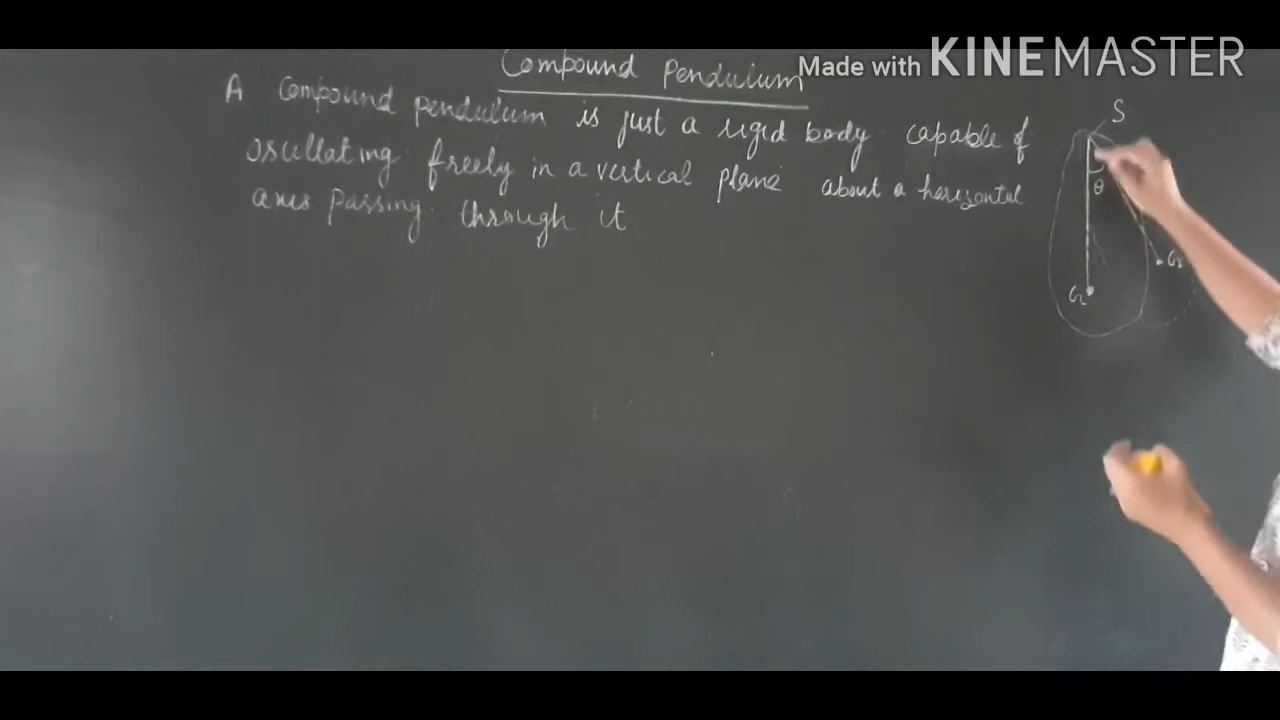 Made with KINEMASTER
Compound Pendulum
A Compound pendulum is just a rigid body capable of
oscillating freely in a vertical plane about a horizontal
axis passing through it
S
θ
G
G